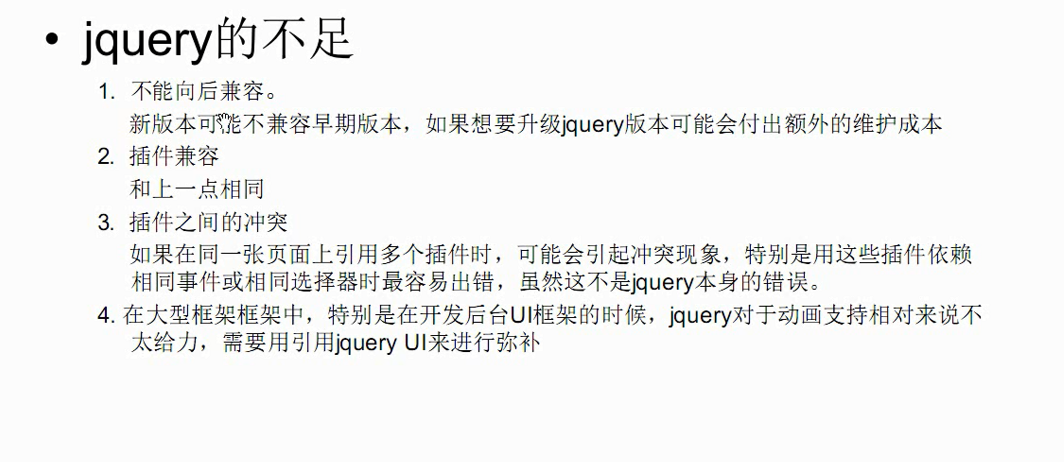 • jquery的不足
1. 不能向后兼容。
新版本可能不兼容早期版本，如果想要升级jquery版本可能会付出额外的维护成本
2. 插件兼容
和上一点相同
3. 插件之间的冲突
如果在同一张页面上引用多个插件时，可能会引起冲突现象，特别是用这些插件依赖
相同事件或相同选择器时最容易出错，虽然这不是jquery本身的错误。
4. 在大型框架框架中，特别是在开发后台UI框架的时候，jquery对于动画支持相对来说不
太给力，需要用引用jquery UI来进行弥补